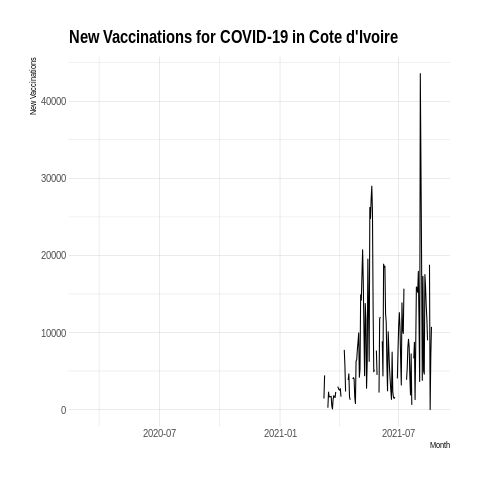 New Vaccinations for COVID-19 in Cote d'Ivoire
New Vaccinations
40000
30000
20000
10000
0
2020-07 2021-01 2021-07
Month